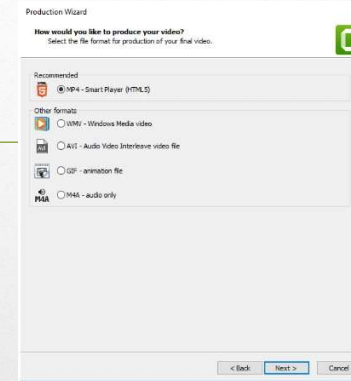 Production Wizard
How would you like to produce your video?
Select the file format for production of your final video.
Recommended
MP4 - Smart Player (HTML5)
Other formats
WMV - Windows Media video
AVI - Audio Video Interleave video file
GIF - animation file
M4A - audio only
< Back Next > Cancel